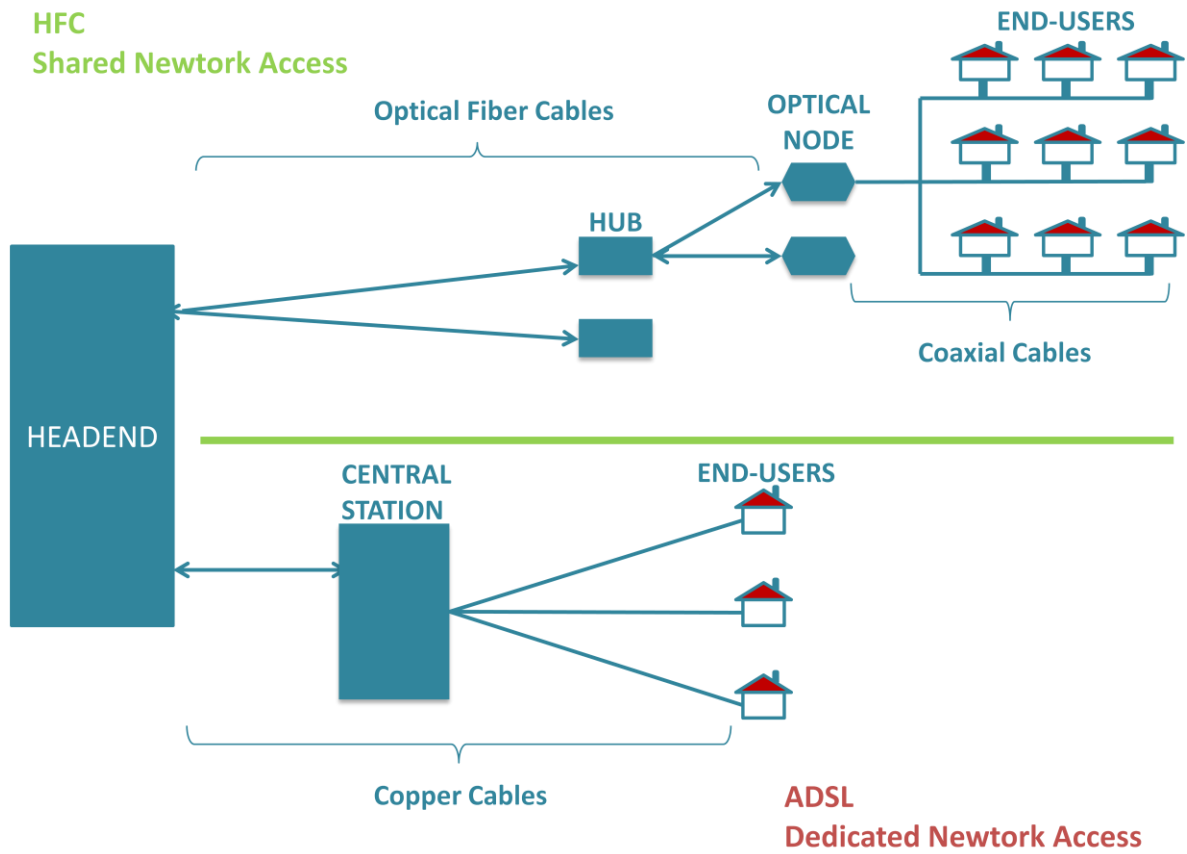 HFC
Shared Newtork Access
END-USERS
Optical Fiber Cables
OPTICAL
NODE
HUB
Coaxial Cables
HEADEND
CENTRAL
STATION
END-USERS
Copper Cables
ADSL
Dedicated Newtork Access